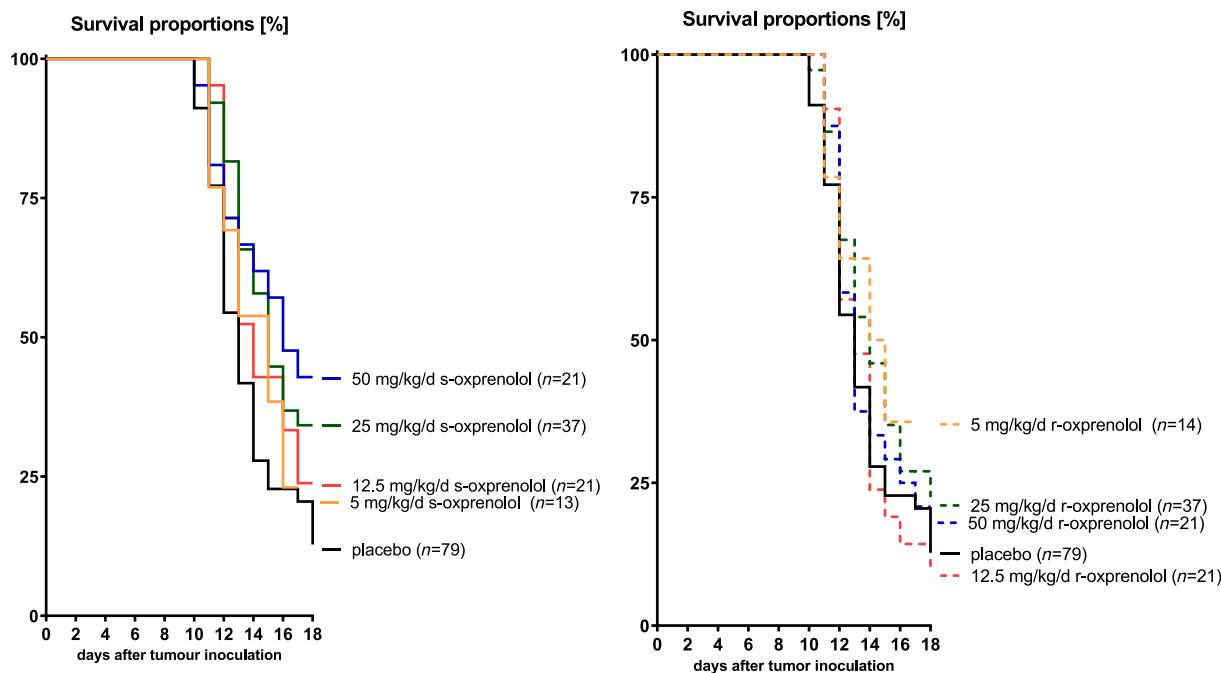 Survival proportions [%]
100
75
50
25
0
50 mg/kg/d s-oxprenolol (n=21)
25 mg/kg/d s-oxprenolol (n=37)
12.5 mg/kg/d s-oxprenolol (n=21)
5 mg/kg/d s-oxprenolol (n=13)
placebo (n=79)
0 2 4 6 8 10 12 14 16 18
days after tumour inoculation
Survival proportions [%]
100
75
50
25
0
5 mg/kg/d r-oxprenolol (n=14)
25 mg/kg/d r-oxprenolol (n=37)
50 mg/kg/d r-oxprenolol (n=21)
placebo (n=79)
12.5 mg/kg/d r-oxprenolol (n=21)
0 2 4 6 8 10 12 14 16 18
days after tumor inoculation